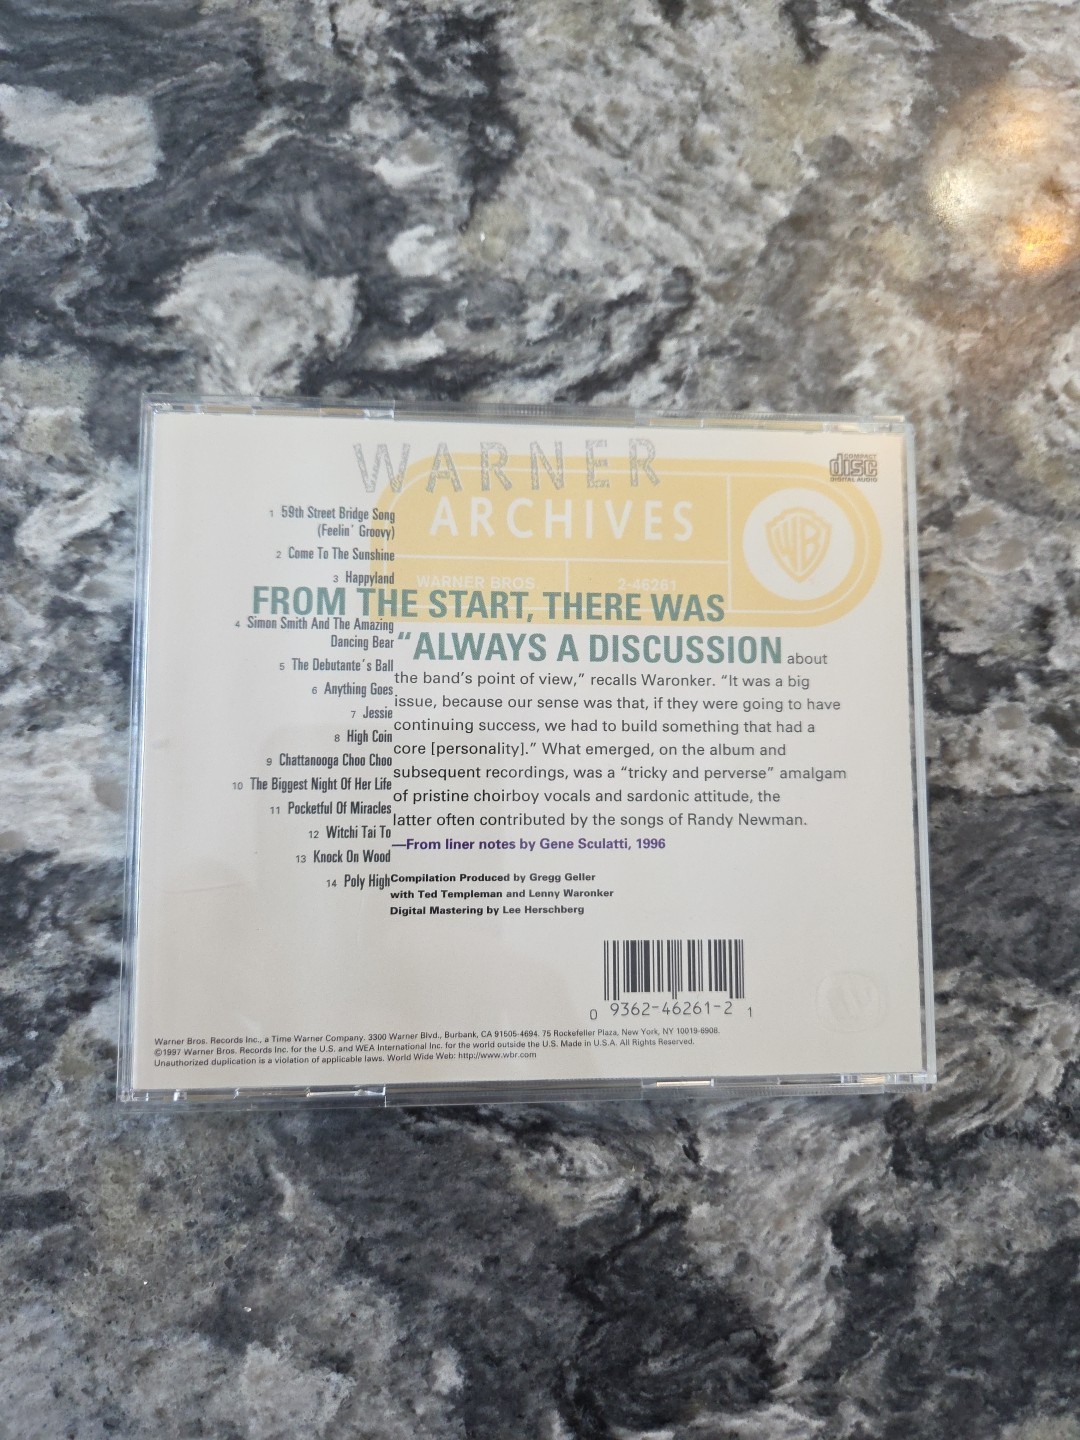 WARNER
ARCHIVES
COMPACT
disc
DIGITAL AUDIO
WB
WARNER BROS
2-46261
1 59th Street Bridge Song
(Feelin' Groovy)
2 Come To The Sunshine
3 Happyland
4 Simon Smith And The Amazing
Dancing Bear
5 The Debutante's Ball
6 Anything Goes
7 Jessie
8 High Coin
9 Chattanooga Choo Choo
10 The Biggest Night Of Her Life
11 Pocketful Of Miracles
12 Witchi Tai To
13 Knock On Wood
14 Poly High
FROM THE START, THERE WAS
"ALWAYS A DISCUSSION about
the band's point of view," recalls Waronker. "It was a big
issue, because our sense was that, if they were going to have
continuing success, we had to build something that had a
core [personality]." What emerged, on the album and
subsequent recordings, was a "tricky and perverse" amalgam
of pristine choirboy vocals and sardonic attitude, the
latter often contributed by the songs of Randy Newman.
—From liner notes by Gene Sculatti, 1996
Compilation Produced by Gregg Geller
with Ted Templeman and Lenny Waronker
Digital Mastering by Lee Herschberg
0 9362-46261-2 1
Warner Bros. Records Inc., a Time Warner Company. 3300 Warner Blvd., Burbank, CA 91505-4694. 75 Rockefeller Plaza, New York, NY 10019-6908.
©1997 Warner Bros. Records Inc. for the U.S. and WEA International Inc. for the world outside the U.S. Made in U.S.A. All Rights Reserved.
Unauthorized duplication is a violation of applicable laws. World Wide Web: http://www.wbr.com